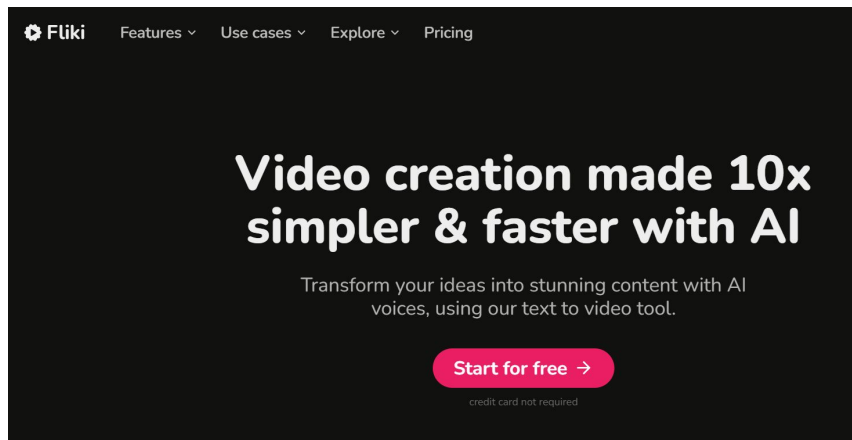 Fliki Features Use cases Explore Pricing
Video creation made 10x
simpler & faster with AI
Transform your ideas into stunning content with AI
voices, using our text to video tool.
Start for free →
credit card not required